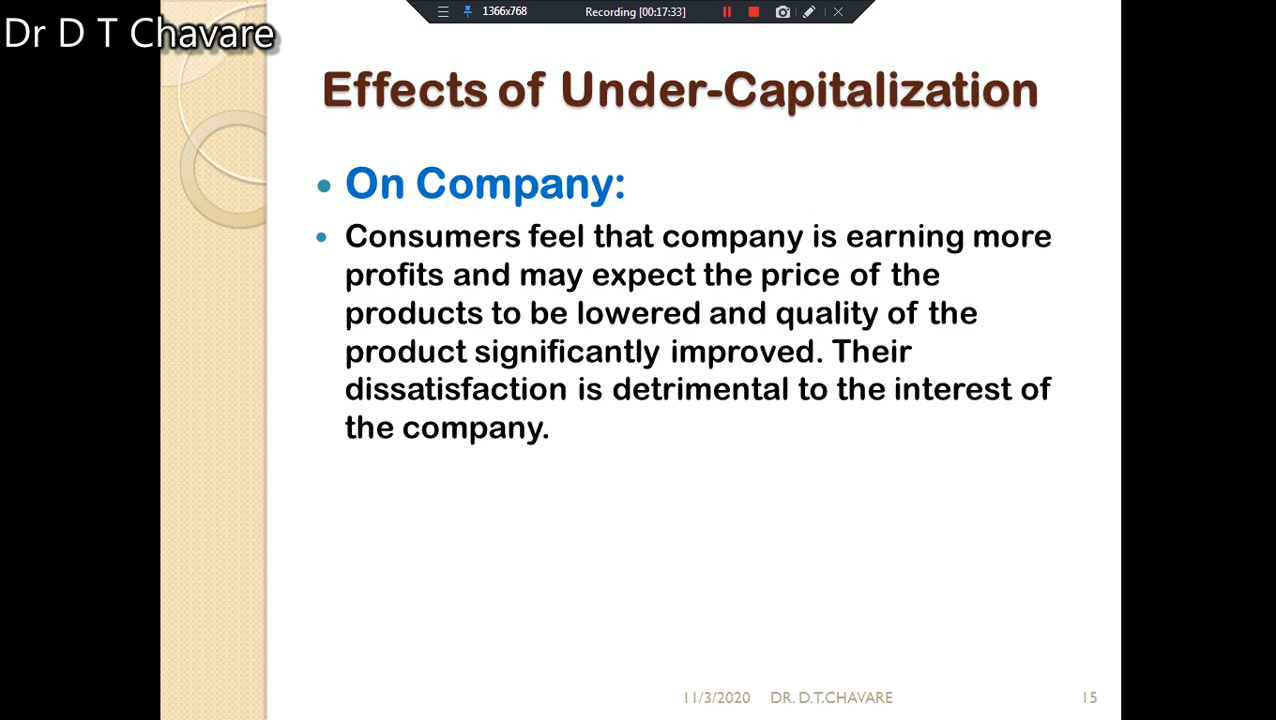 1366x768
Recording [00:17:33]
Dr D T Chavare
Effects of Under-Capitalization
• On Company:
• Consumers feel that company is earning more
profits and may expect the price of the
products to be lowered and quality of the
product significantly improved. Their
dissatisfaction is detrimental to the interest of
the company.
11/3/2020 DR. D.T.CHAVARE 15